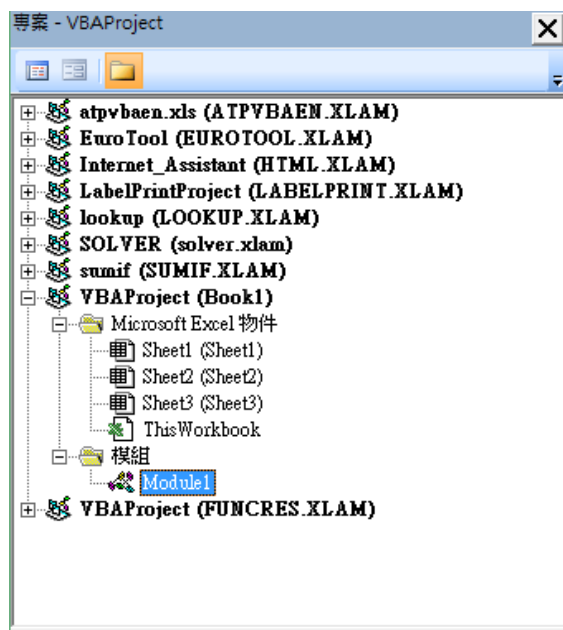 專案 - VBAProject
atpvbaen.xls (ATPVBAEN.XLAM)
EuroTool (EUROTOOL.XLAM)
Internet_Assistant (HTML.XLAM)
LabelPrintProject (LABELPRINT.XLAM)
lookup (LOOKUP.XLAM)
SOLVER (solver.xlam)
sumif (SUMIF.XLAM)
VBAProject (Book1)
Microsoft Excel 物件
Sheet1 (Sheet1)
Sheet2 (Sheet2)
Sheet3 (Sheet3)
ThisWorkbook
模組
Module1
VBAProject (FUNCRES.XLAM)